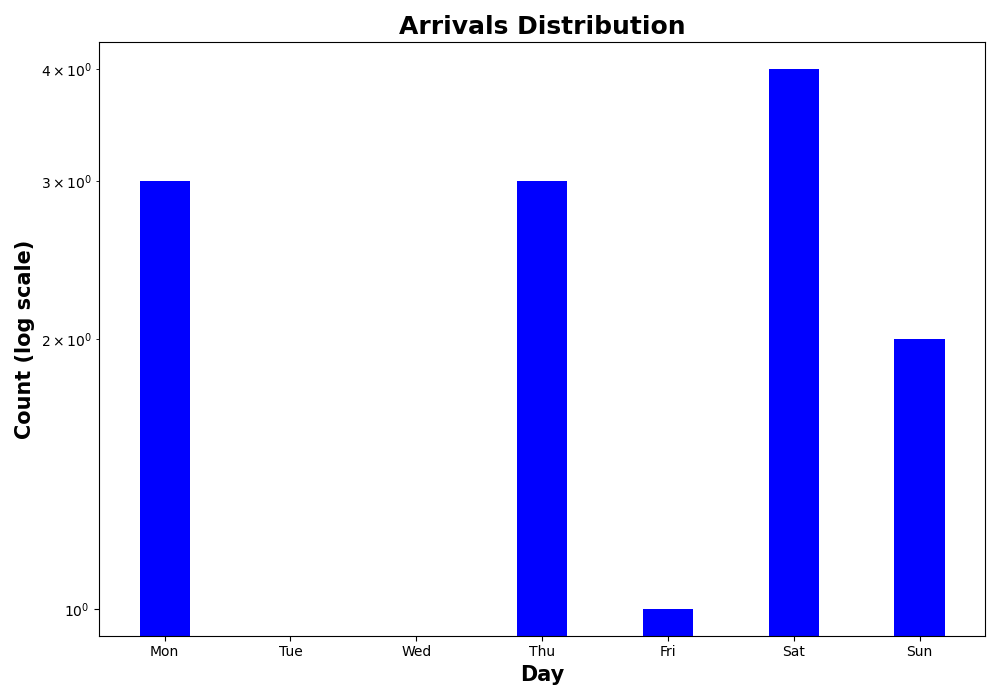 Arrivals Distribution
Count (log scale)
4 × 10⁰
3 × 10⁰
2 × 10⁰
10⁰
Mon Tue Wed Thu Fri Sat Sun
Day